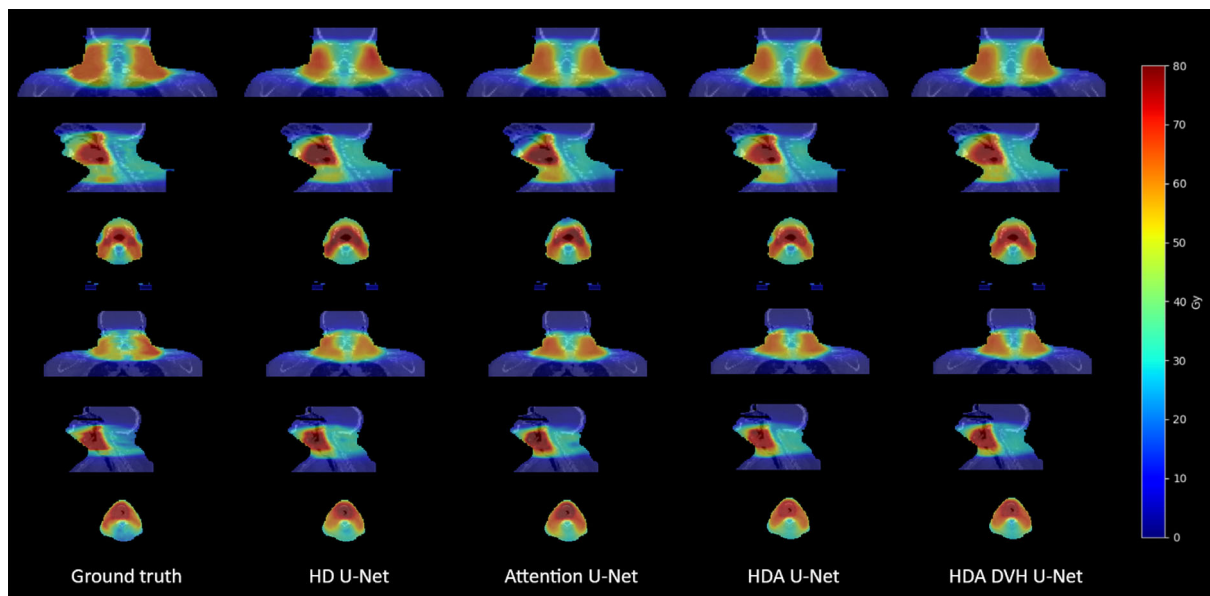 80
70
60
50
40
30
20
10
0
Gy
Ground truth
HD U-Net
Attention U-Net
HDA U-Net
HDA DVH U-Net